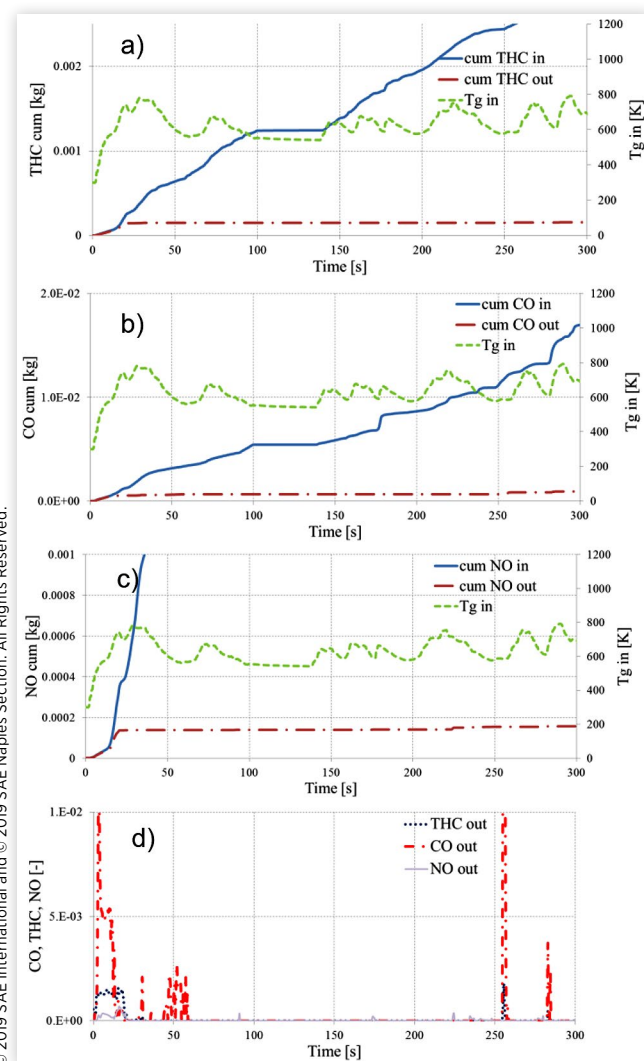 a)
cum THC in
cum THC out
Tg in
THC cum [kg]
0.002
0.001
0
Tg in [K]
1200
1000
800
600
400
200
0
0 50 100 150 200 250 300
Time [s]
b)
cum CO in
cum CO out
Tg in
CO cum [kg]
2.0E-02
1.0E-02
0.0E+00
Tg in [K]
1200
1000
800
600
400
200
0
0 50 100 150 200 250 300
Time [s]
c)
cum NO in
cum NO out
Tg in
NO cum [kg]
0.001
0.0008
0.0006
0.0004
0.0002
0
Tg in [K]
1200
1000
800
600
400
200
0
0 50 100 150 200 250 300
Time [s]
d)
THC out
CO out
NO out
CO, THC, NO [-]
1.E-02
5.E-03
0.E+00
0 50 100 150 200 250 300
Time [s]
© 2019 SAE International and © 2019 SAE Naples Section. All Rights Reserved.